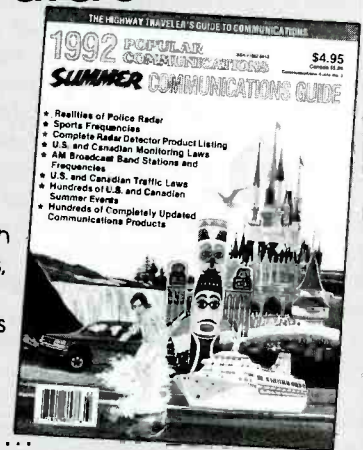 THE HIGHWAY TRAVELER'S GUIDE TO COMMUNICATIONS
1992 POPULAR
COMMUNICATIONS
$4.95
SUMMER COMMUNICATIONS GUIDE
★ Realities of Police Radar
★ Sports Frequencies
★ Complete Radar Detector Product Listing
★ U.S. and Canadian Monitoring Laws
★ AM Broadcast Band Stations and
Frequencies
★ U.S. and Canadian Traffic Laws
★ Hundreds of U.S. and Canadian
Summer Events
★ Hundreds of Completely Updated
Communications Products
...